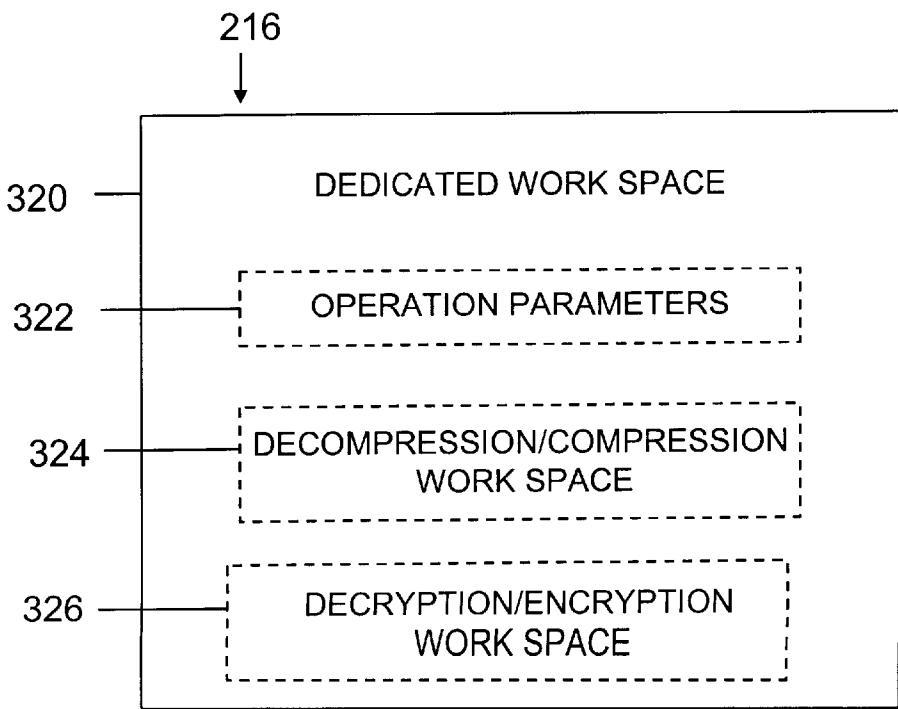 216
320
DEDICATED WORK SPACE
322
OPERATION PARAMETERS
324
DECOMPRESSION/COMPRESSION
WORK SPACE
326
DECRYPTION/ENCRYPTION
WORK SPACE